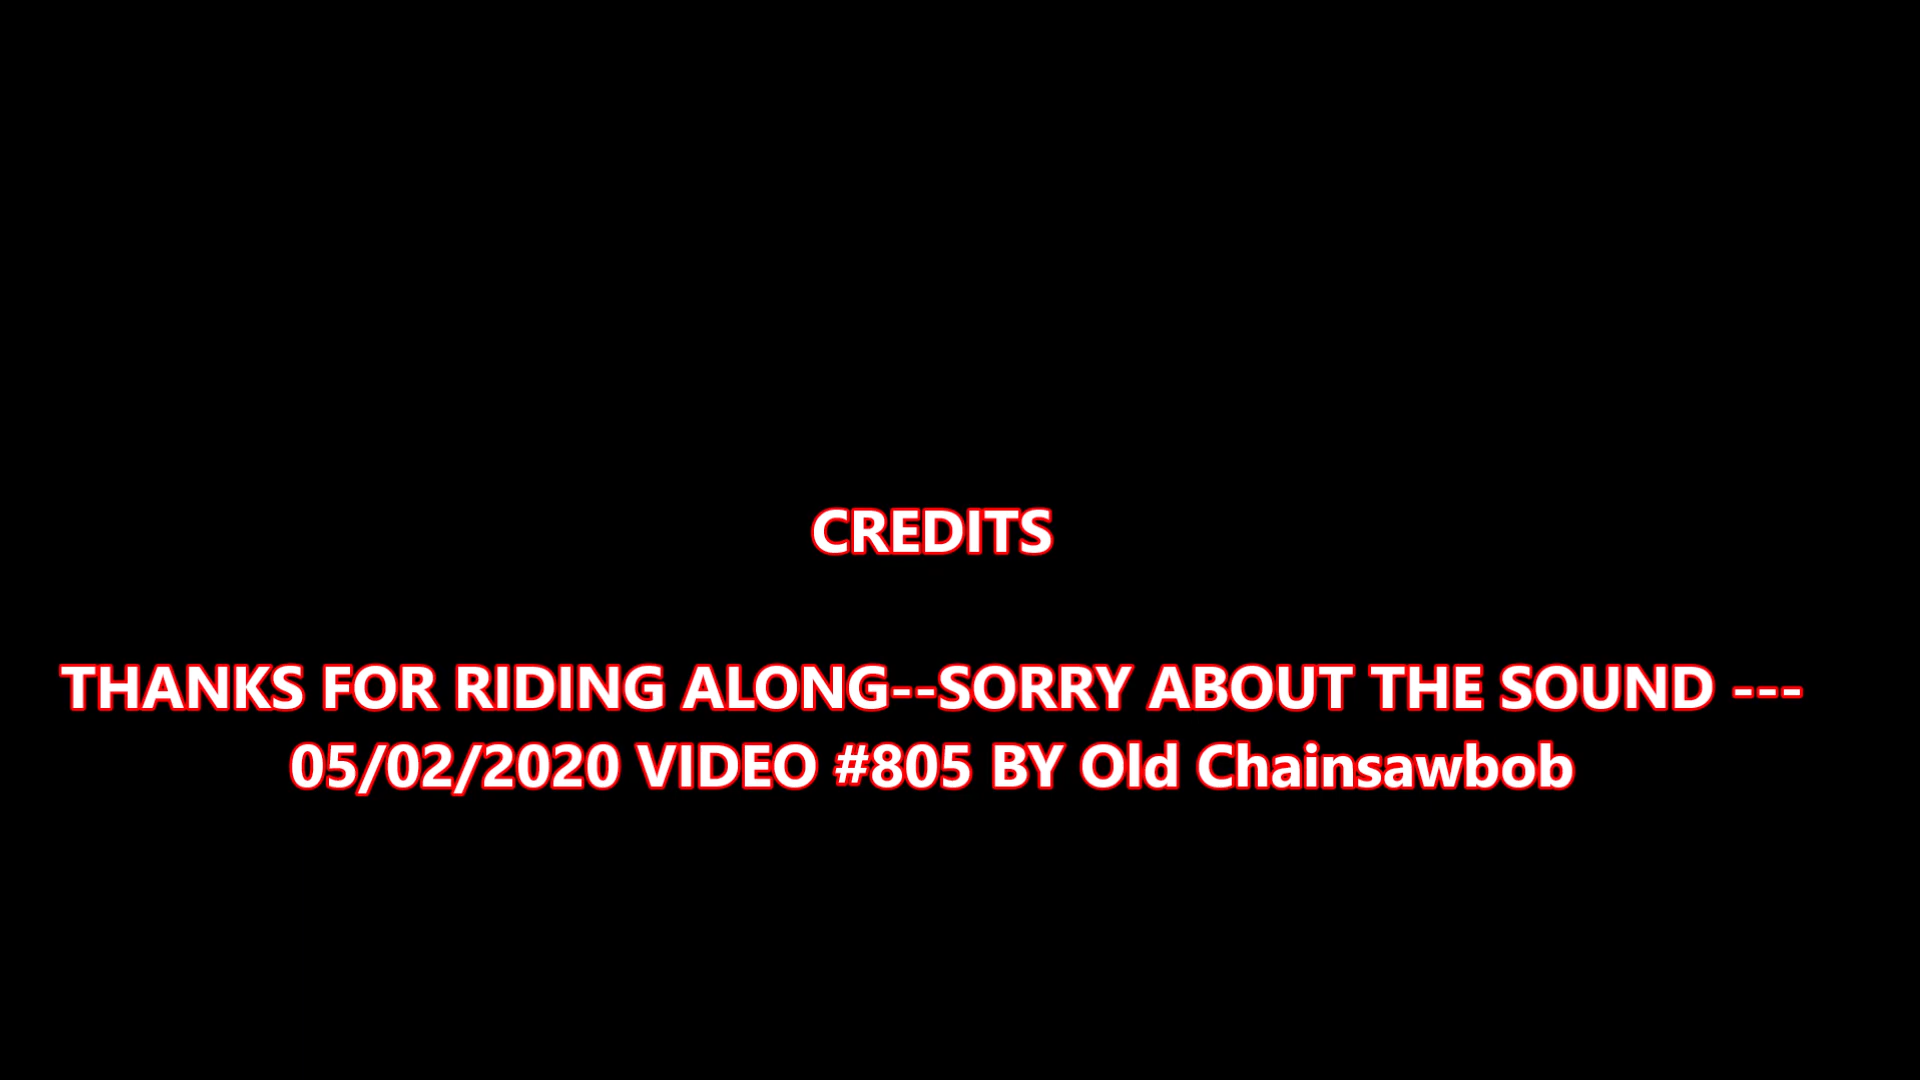 CREDITS
THANKS FOR RIDING ALONG--SORRY ABOUT THE SOUND ---
05/02/2020 VIDEO #805 BY Old Chainsawbob